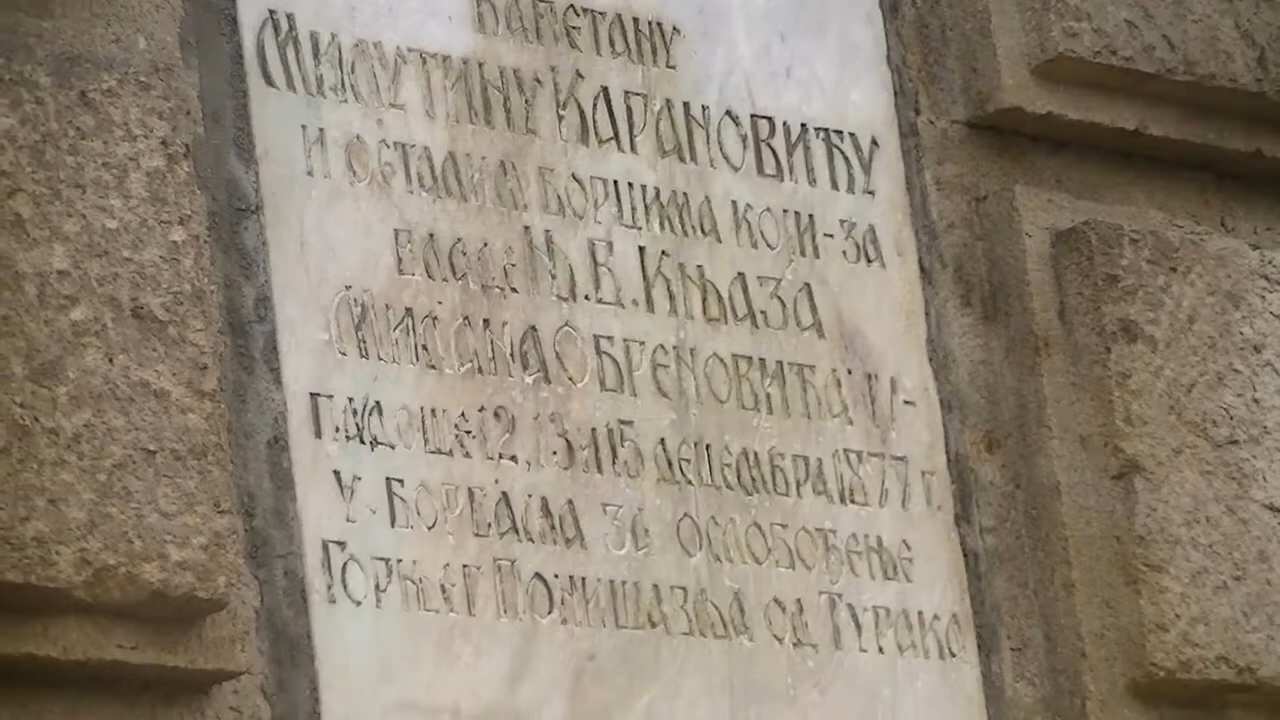 Капетану
Милутину Карановићу
и осталим борцима који-за
владе Њ.В. Књаза
Милана Обреновића IV-
падоше 12, 13 и 15 децембра 1877 г.
у борбама за ослобођење
Горњег Понишавља од Турака